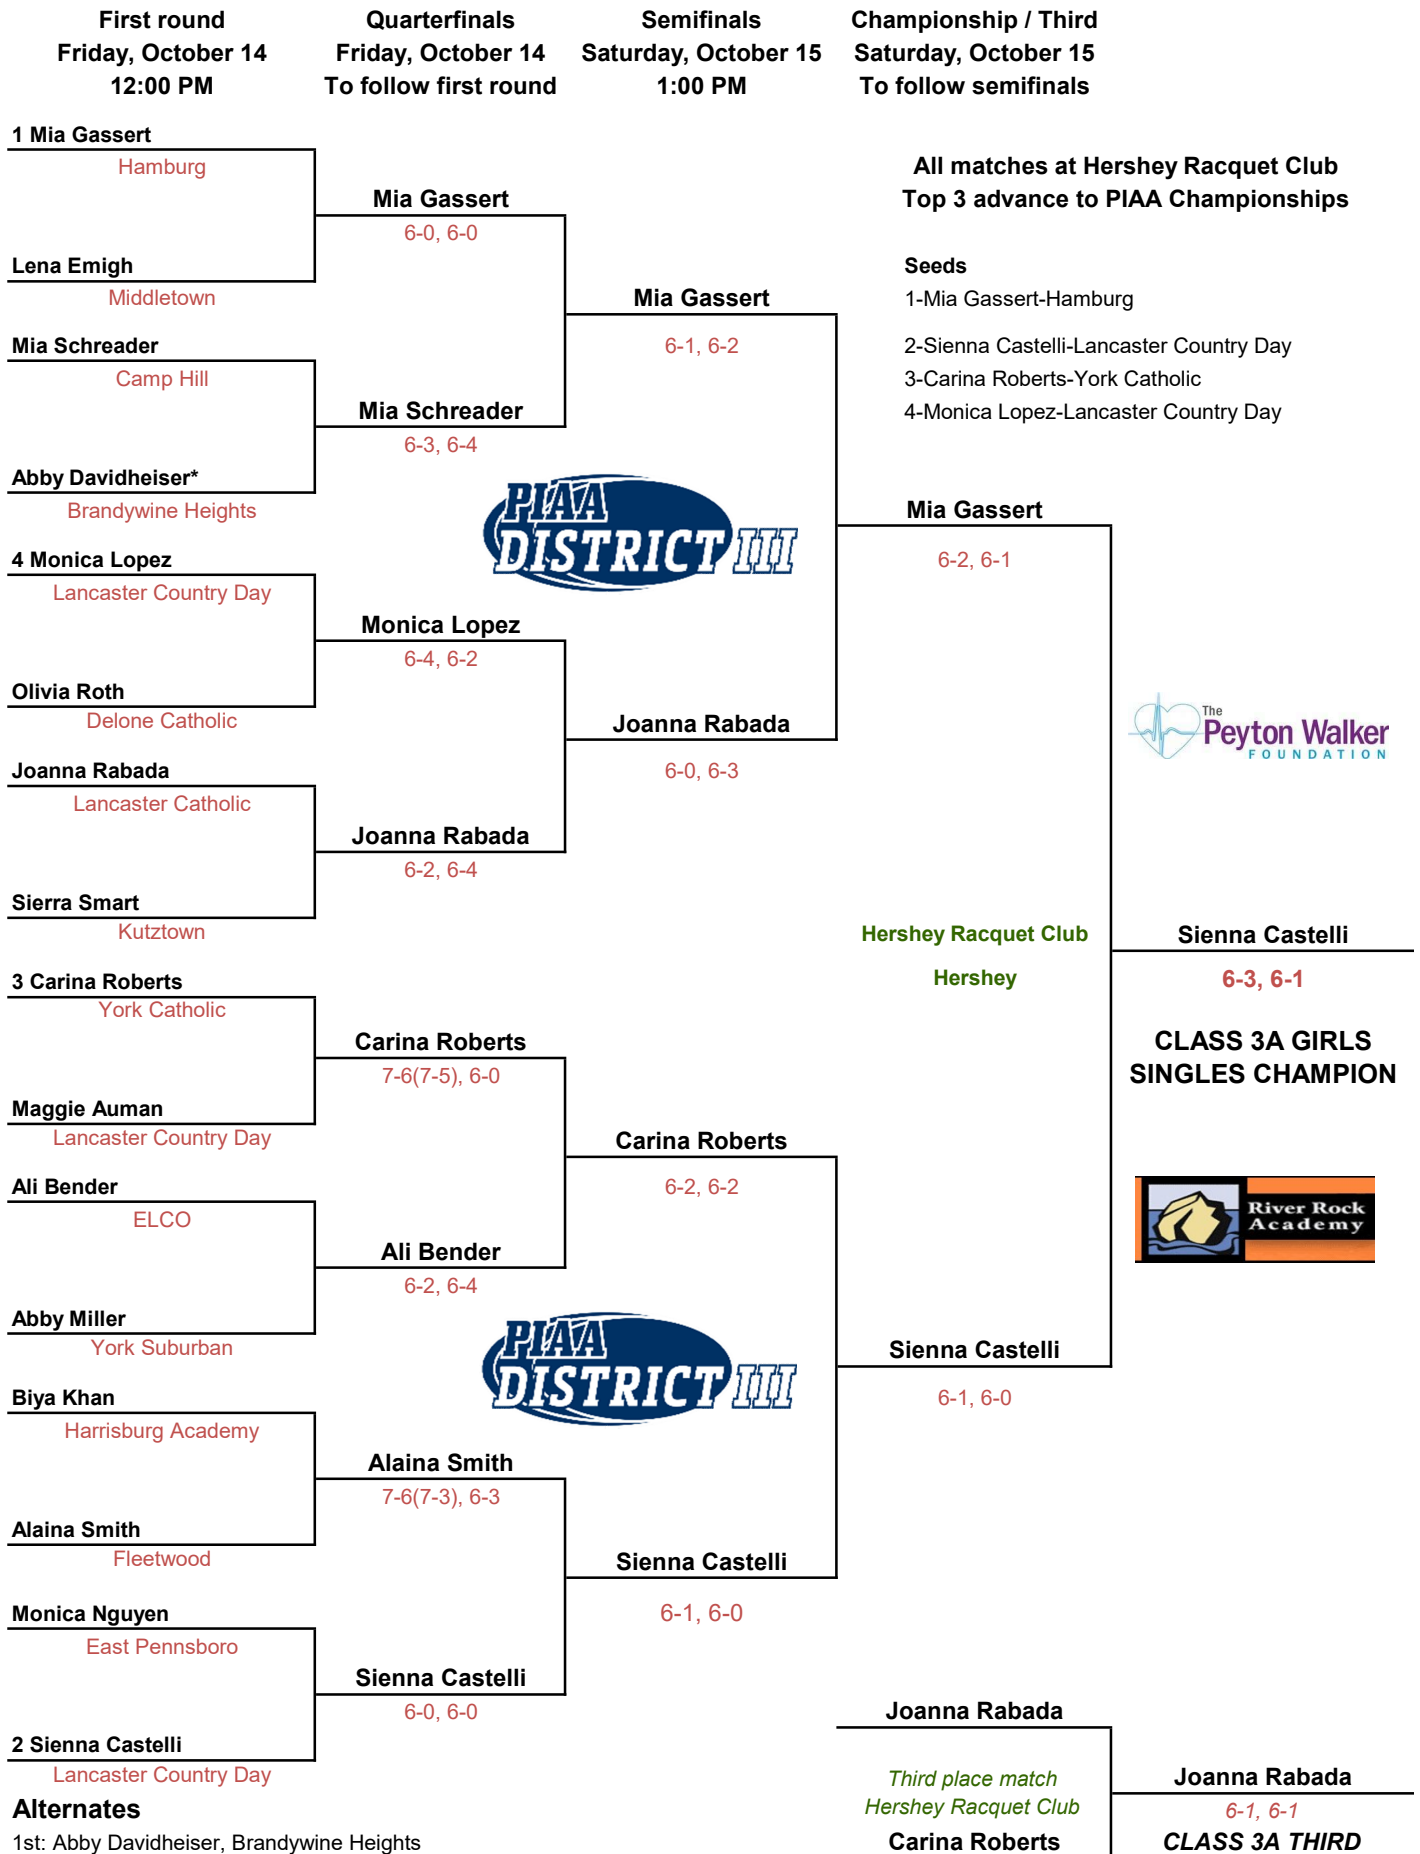 First round
Friday, October 14
12:00 PM
Quarterfinals
Friday, October 14
To follow first round
Semifinals
Saturday, October 15
1:00 PM
Championship / Third
Saturday, October 15
To follow semifinals
All matches at Hershey Racquet Club
Top 3 advance to PIAA Championships
Seeds
1-Mia Gassert-Hamburg
2-Sienna Castelli-Lancaster Country Day
3-Carina Roberts-York Catholic
4-Monica Lopez-Lancaster Country Day
1 Mia Gassert
Hamburg
Lena Emigh
Middletown
Mia Schreader
Camp Hill
Abby Davidheiser*
Brandywine Heights
4 Monica Lopez
Lancaster Country Day
Olivia Roth
Delone Catholic
Joanna Rabada
Lancaster Catholic
Sierra Smart
Kutztown
3 Carina Roberts
York Catholic
Maggie Auman
Lancaster Country Day
Ali Bender
ELCO
Abby Miller
York Suburban
Biya Khan
Harrisburg Academy
Alaina Smith
Fleetwood
Monica Nguyen
East Pennsboro
2 Sienna Castelli
Lancaster Country Day
Mia Gassert
6-0, 6-0
Mia Schreader
6-3, 6-4
Monica Lopez
6-4, 6-2
Joanna Rabada
6-2, 6-4
Carina Roberts
7-6(7-5), 6-0
Ali Bender
6-2, 6-4
Alaina Smith
7-6(7-3), 6-3
Sienna Castelli
6-0, 6-0
Mia Gassert
6-1, 6-2
PIAA
DISTRICT III
Joanna Rabada
6-0, 6-3
Carina Roberts
6-2, 6-2
PIAA
DISTRICT III
Sienna Castelli
6-1, 6-0
Mia Gassert
6-2, 6-1
Hershey Racquet Club
Hershey
Sienna Castelli
6-1, 6-0
The
Peyton Walker
FOUNDATION
Sienna Castelli
6-3, 6-1
CLASS 3A GIRLS
SINGLES CHAMPION
River Rock
Academy
Joanna Rabada
Third place match
Hershey Racquet Club
Carina Roberts
Joanna Rabada
6-1, 6-1
CLASS 3A THIRD
Alternates
1st: Abby Davidheiser, Brandywine Heights